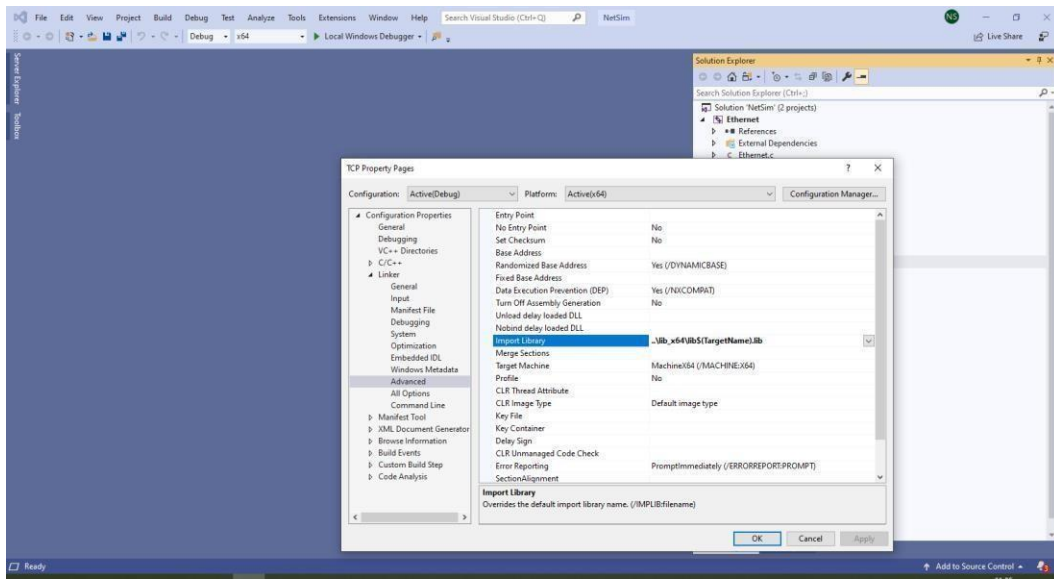 File Edit View Project Build Debug Test Analyze Tools Extensions Window Help Search Visual Studio (Ctrl+Q) NetSim NS
Debug x64 Local Windows Debugger Live Share
Server Explorer
Toolbox
Solution Explorer
Search Solution Explorer (Ctrl+;)
Solution 'NetSim' (2 projects)
Ethernet
References
External Dependencies
Ethernet.c
TCP Property Pages ? ×
Configuration: Active(Debug) Platform: Active(x64) Configuration Manager...
Configuration Properties
General
Debugging
VC++ Directories
C/C++
Linker
General
Input
Manifest File
Debugging
System
Optimization
Embedded IDL
Windows Metadata
Advanced
All Options
Command Line
Manifest Tool
XML Document Generator
Browse Information
Build Events
Custom Build Step
Code Analysis
Entry Point
No Entry Point No
Set Checksum No
Base Address
Randomized Base Address Yes (/DYNAMICBASE)
Fixed Base Address
Data Execution Prevention (DEP) Yes (/NXCOMPAT)
Turn Off Assembly Generation No
Unload delay loaded DLL
Nobind delay loaded DLL
Import Library ..\lib_x64\lib$(TargetName).lib
Merge Sections
Target Machine MachineX64 (/MACHINE:X64)
Profile No
CLR Thread Attribute
CLR Image Type Default image type
Key File
Key Container
Delay Sign
CLR Unmanaged Code Check
Error Reporting PromptImmediately (/ERRORREPORT:PROMPT)
SectionAlignment
Import Library
Overrides the default import library name. (/IMPLIB:filename)
OK Cancel Apply
Ready Add to Source Control